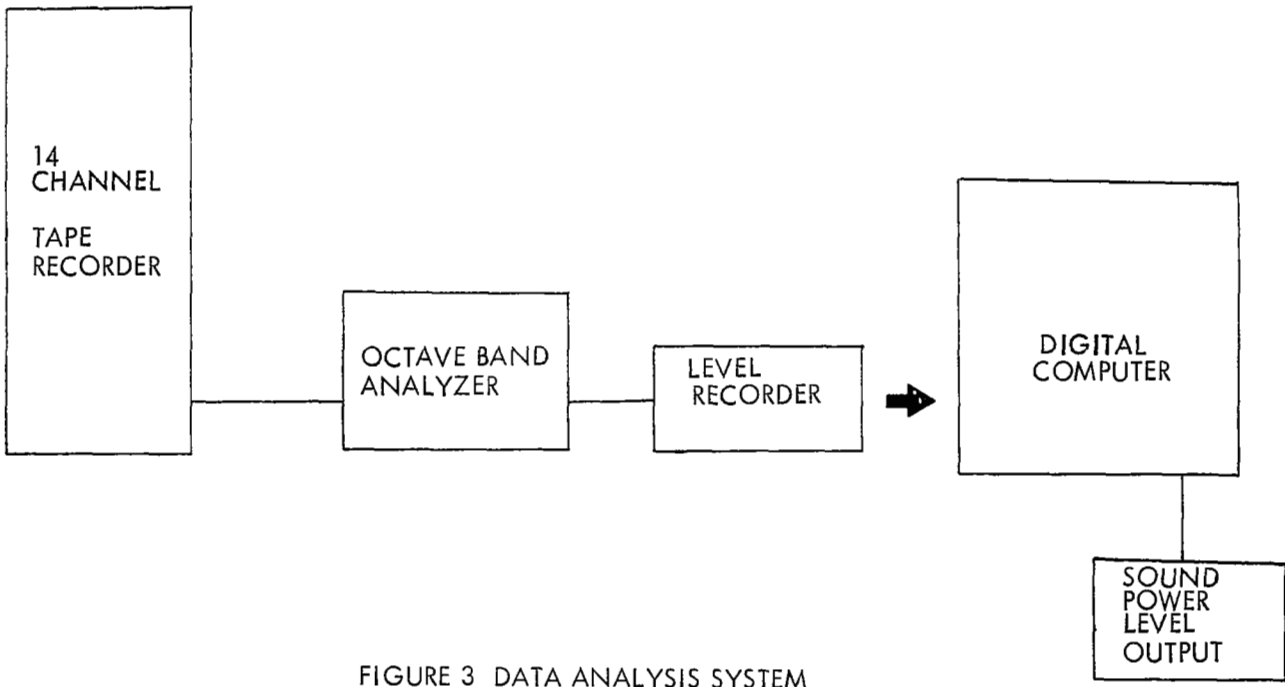 14
CHANNEL
TAPE
RECORDER
OCTAVE BAND
ANALYZER
LEVEL
RECORDER
DIGITAL
COMPUTER
SOUND
POWER
LEVEL
OUTPUT
FIGURE 3 DATA ANALYSIS SYSTEM